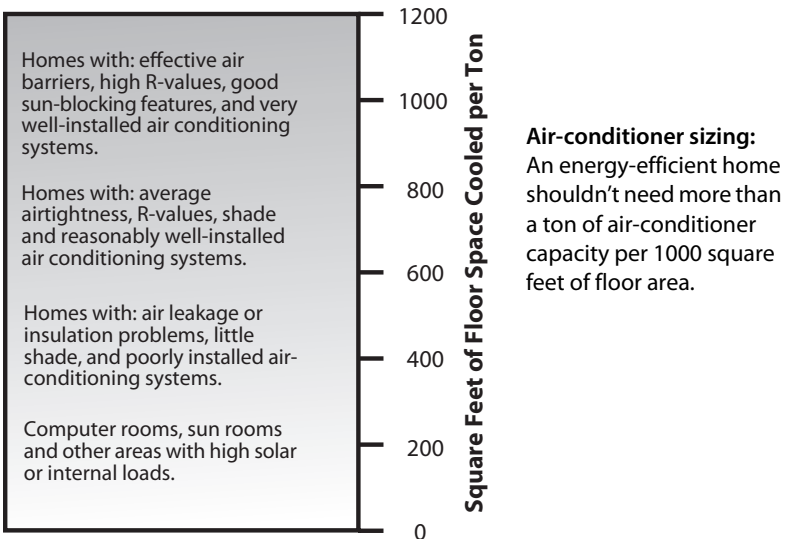 Homes with: effective air
barriers, high R-values, good
sun-blocking features, and very
well-installed air conditioning
systems.
Homes with: average
airtightness, R-values, shade
and reasonably well-installed
air conditioning systems.
Homes with: air leakage or
insulation problems, little
shade, and poorly installed air-
conditioning systems.
Computer rooms, sun rooms
and other areas with high solar
or internal loads.
1200
1000
800
600
400
200
0
Square Feet of Floor Space Cooled per Ton
Air-conditioner sizing:
An energy-efficient home
shouldn’t need more than
a ton of air-conditioner
capacity per 1000 square
feet of floor area.